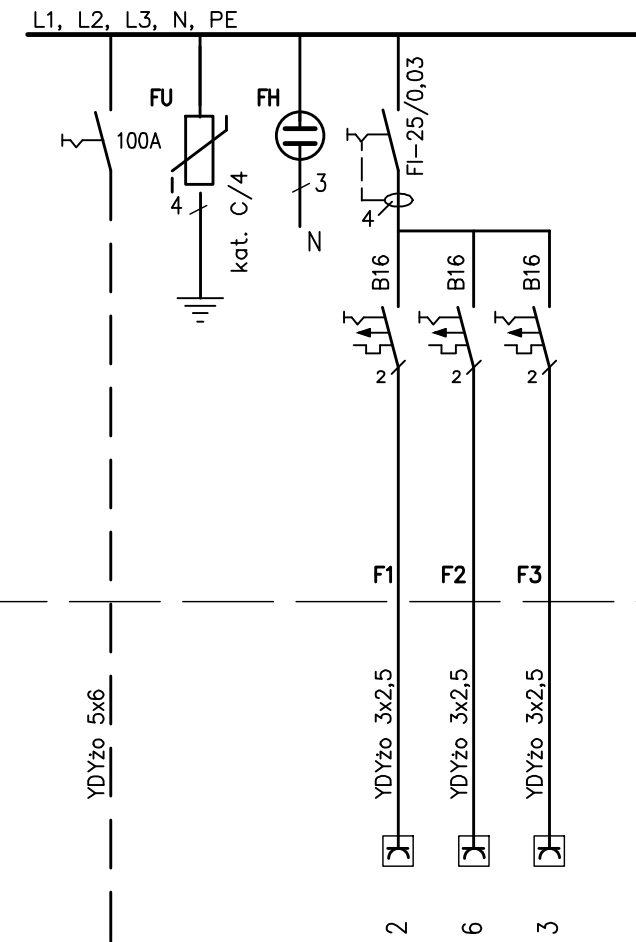 L1, L2, L3, N, PE
FU
FH
FI-25/0,03
100A
3
4
kat. C/4
4
N
B16
B16
B16
2
2
2
F1
F2
F3
YDYżo 5x6
YDYżo 3x2,5
YDYżo 3x2,5
YDYżo 3x2,5
2
6
3